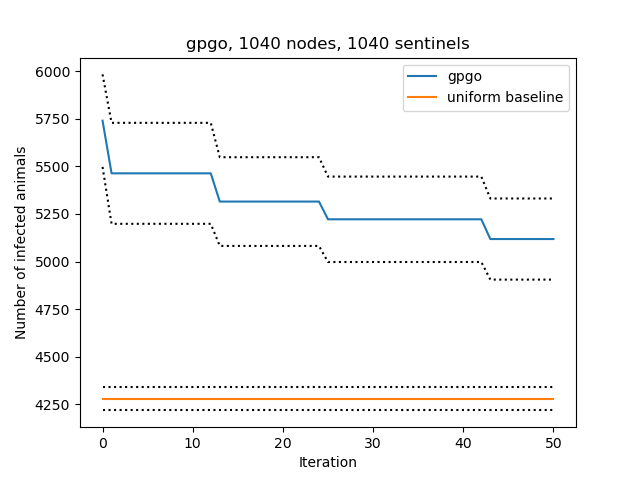 gpgo, 1040 nodes, 1040 sentinels
gpgo
uniform baseline
Number of infected animals
6000
5750
5500
5250
5000
4750
4500
4250
0 10 20 30 40 50
Iteration